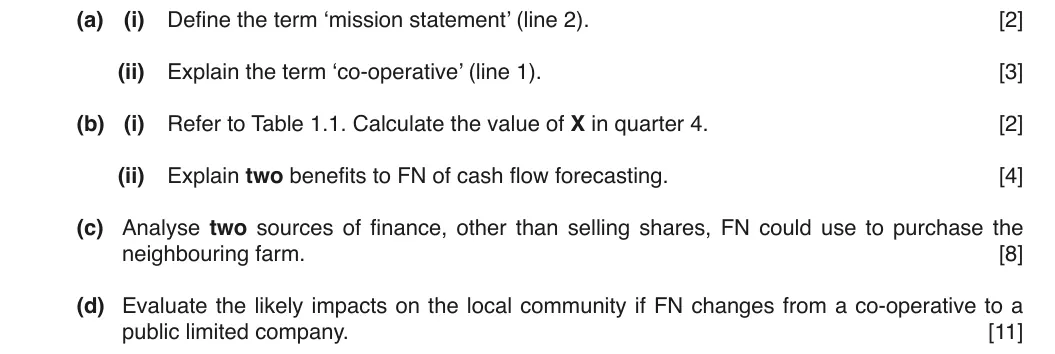 (a) (i) Define the term ‘mission statement’ (line 2). [2]
(ii) Explain the term ‘co-operative’ (line 1). [3]
(b) (i) Refer to Table 1.1. Calculate the value of X in quarter 4. [2]
(ii) Explain two benefits to FN of cash flow forecasting. [4]
(c) Analyse two sources of finance, other than selling shares, FN could use to purchase the
neighbouring farm. [8]
(d) Evaluate the likely impacts on the local community if FN changes from a co-operative to a
public limited company. [11]